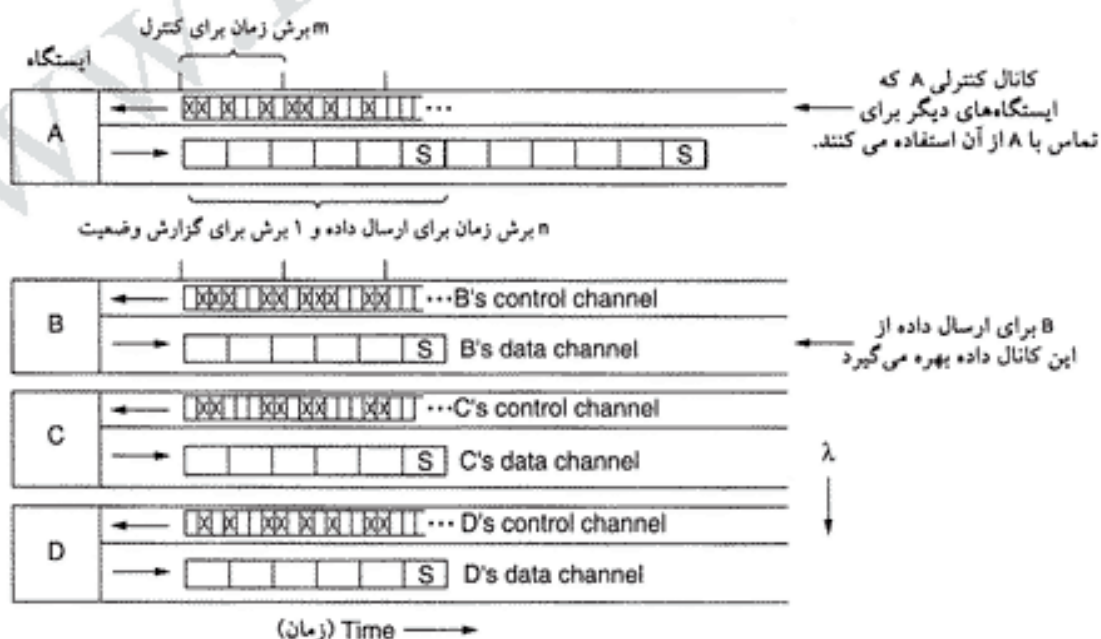 m برش زمان برای کنترل
ایستگاه
A
S
S
کانال کنترلی A که
ایستگاه‌های دیگر برای
تماس با A از آن استفاده می کنند.
n برش زمان برای ارسال داده و ۱ برش برای گزارش وضعیت
B
...B's control channel
S B's data channel
B برای ارسال داده از
این کانال داده بهره می‌گیرد
C
...C's control channel
S C's data channel
λ
D
... D's control channel
S D's data channel
Time (زمان)